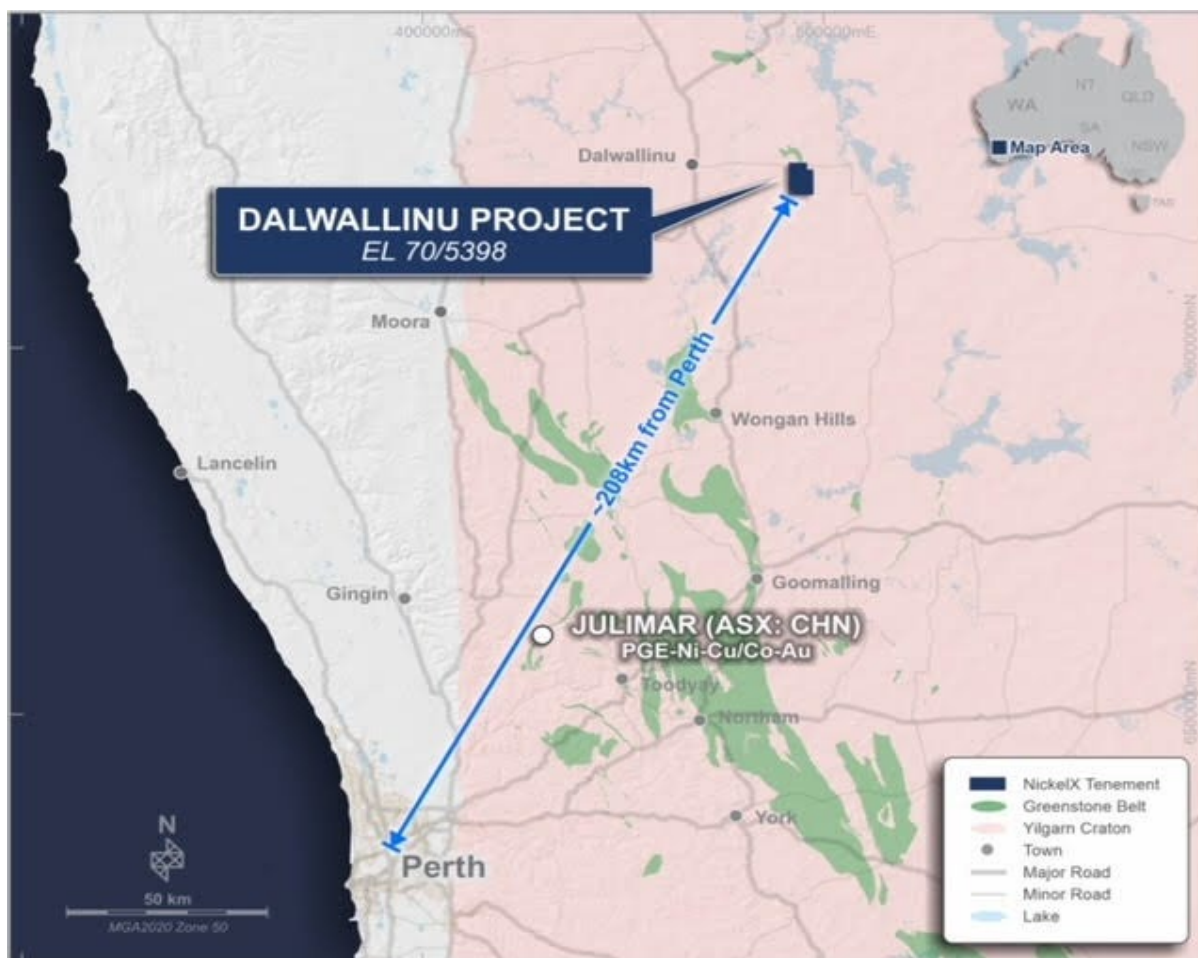 400000mE
500000mE
NT
WA
QLD
SA
NSW
TAS
Map Area
Dalwallinu
DALWALLINU PROJECT
EL 70/5398
Moora
~208km from Perth
Wongan Hills
Lancelin
Goomalling
Gingin
JULIMAR (ASX: CHN)
PGE-Ni-Cu/Co-Au
Toodyay
Northam
York
Perth
N
50 km
MGA2020 Zone 50
NickelX Tenement
Greenstone Belt
Yilgarn Craton
Town
Major Road
Minor Road
Lake